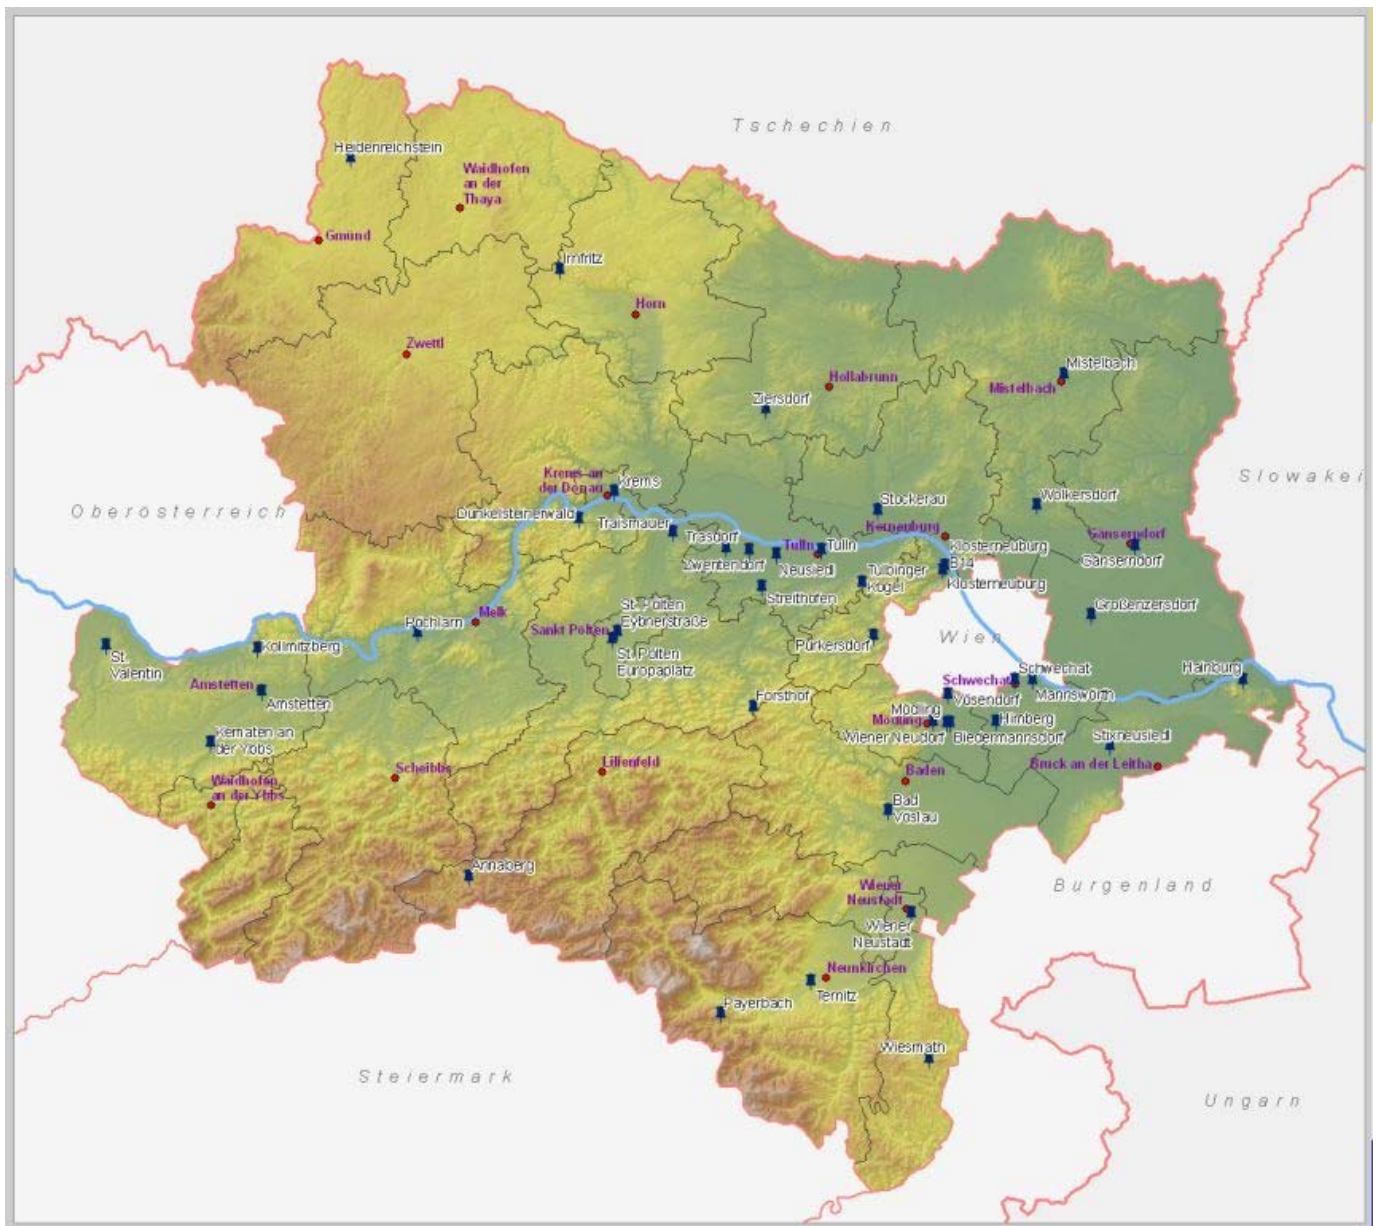 Tschechien
Heidenreichstein
Waidhofen
an der
Thaya
Gmünd
Irnfritz
Horn
Zwettl
Mistelbach
Hollabrunn
Mistelbach
Ziersdorf
Slowakei
Krems an
der Donau
Krems
Wolkersdorf
Stockerau
Oberösterreich
Dunkelsteinerwald
Traismauer
Korneuburg
Gänserndorf
Trasdorf
Tulln
Tulln
Klosterneuburg
B14
Gänserndorf
Zwentendorf
Neusiedl
Tulbinger
Kogel
Klosterneuburg
Streithofen
St. Pölten
Eybnerstraße
Großenzersdorf
Melk
Pöchlarn
Sankt Pölten
Wien
Purkersdorf
Kollmitzberg
St.
Valentin
St. Pölten
Europaplatz
Schwechat
Hainburg
Amstetten
Schwechat
Amstetten
Forsthof
Vösendorf
Mannswörth
Mödling
Mödling
Himberg
Kematen an
der Ybbs
Wiener Neudorf
Biedermannsdorf
Stixneusiedl
Lilienfeld
Scheibbs
Baden
Bruck an der Leitha
Waidhofen
an der Ybbs
Bad
Vöslau
Annaberg
Burgenland
Wiener
Neustadt
Wiener
Neustadt
Neunkirchen
Ternitz
Payerbach
Wiesmath
Steiermark
Ungarn